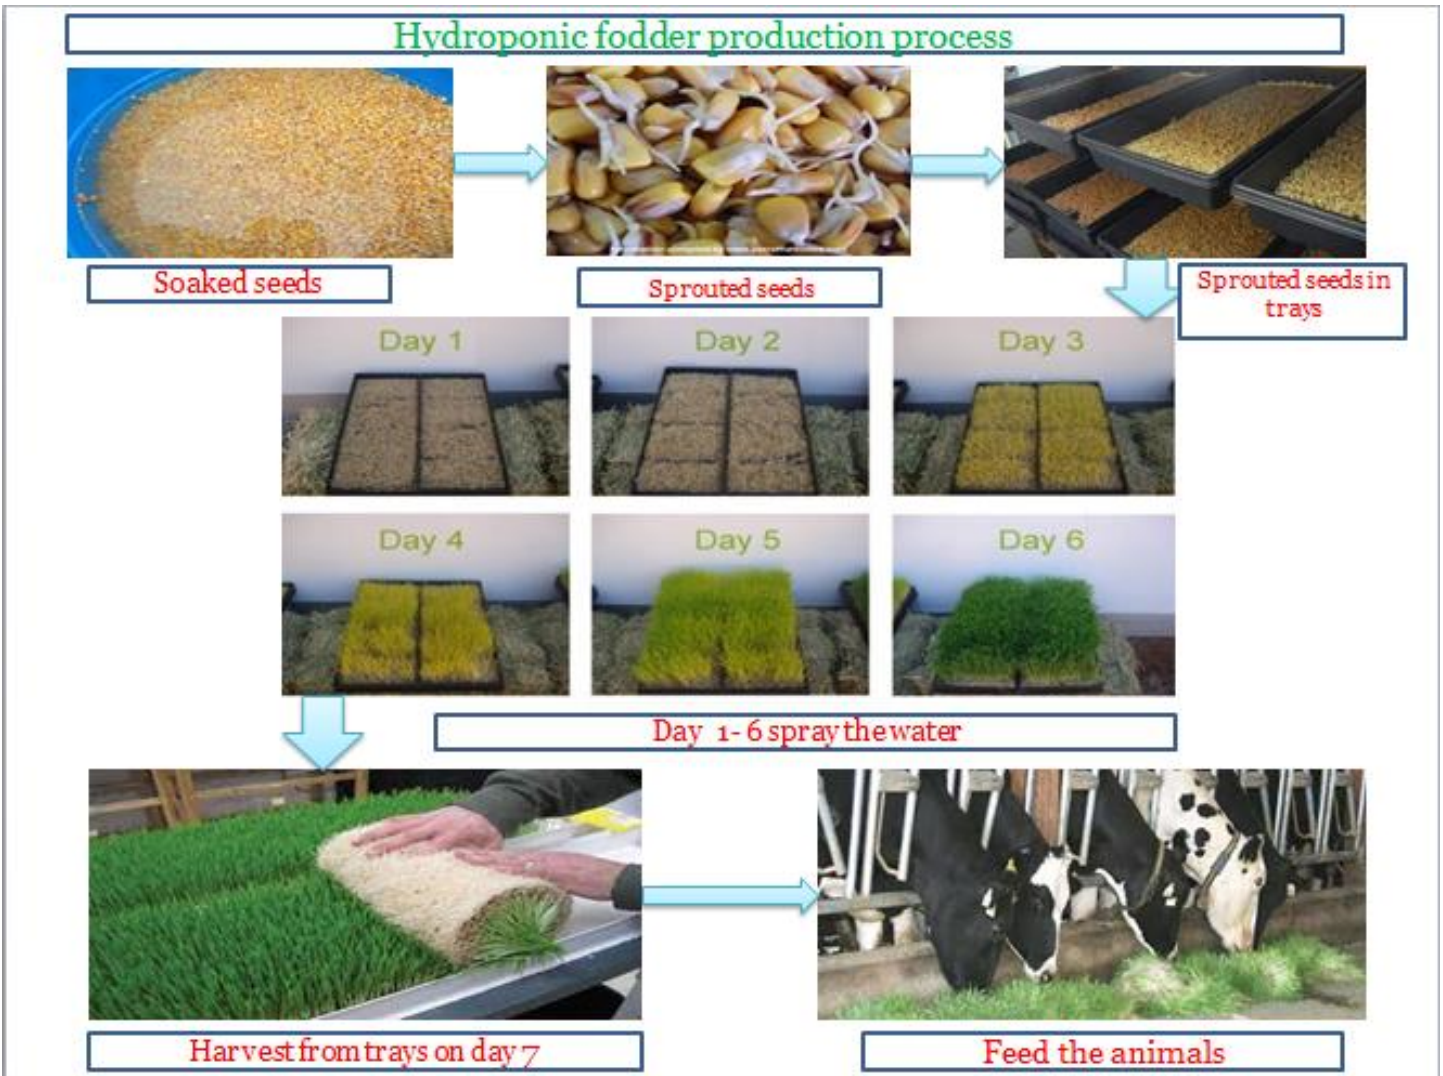 Hydroponic fodder production process
Soaked seeds
Sprouted seeds
Sprouted seeds in
trays
Day 1
Day 2
Day 3
Day 4
Day 5
Day 6
Day 1- 6 spray the water
Harvest from trays on day 7
Feed the animals